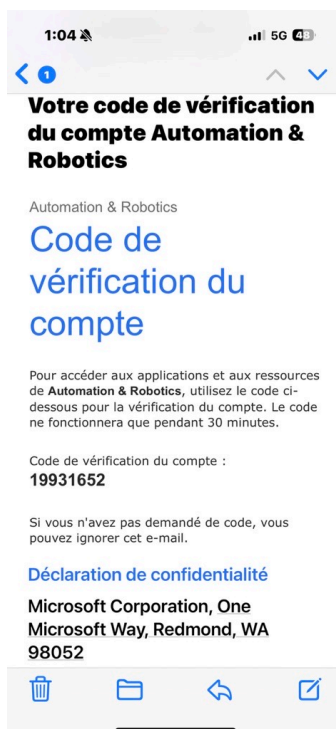 1:04
5G 48
1
Votre code de vérification
du compte Automation &
Robotics
Automation & Robotics
Code de
vérification du
compte
Pour accéder aux applications et aux ressources
de Automation & Robotics, utilisez le code ci-
dessous pour la vérification du compte. Le code
ne fonctionnera que pendant 30 minutes.
Code de vérification du compte :
19931652
Si vous n'avez pas demandé de code, vous
pouvez ignorer cet e-mail.
Déclaration de confidentialité
Microsoft Corporation, One
Microsoft Way, Redmond, WA
98052